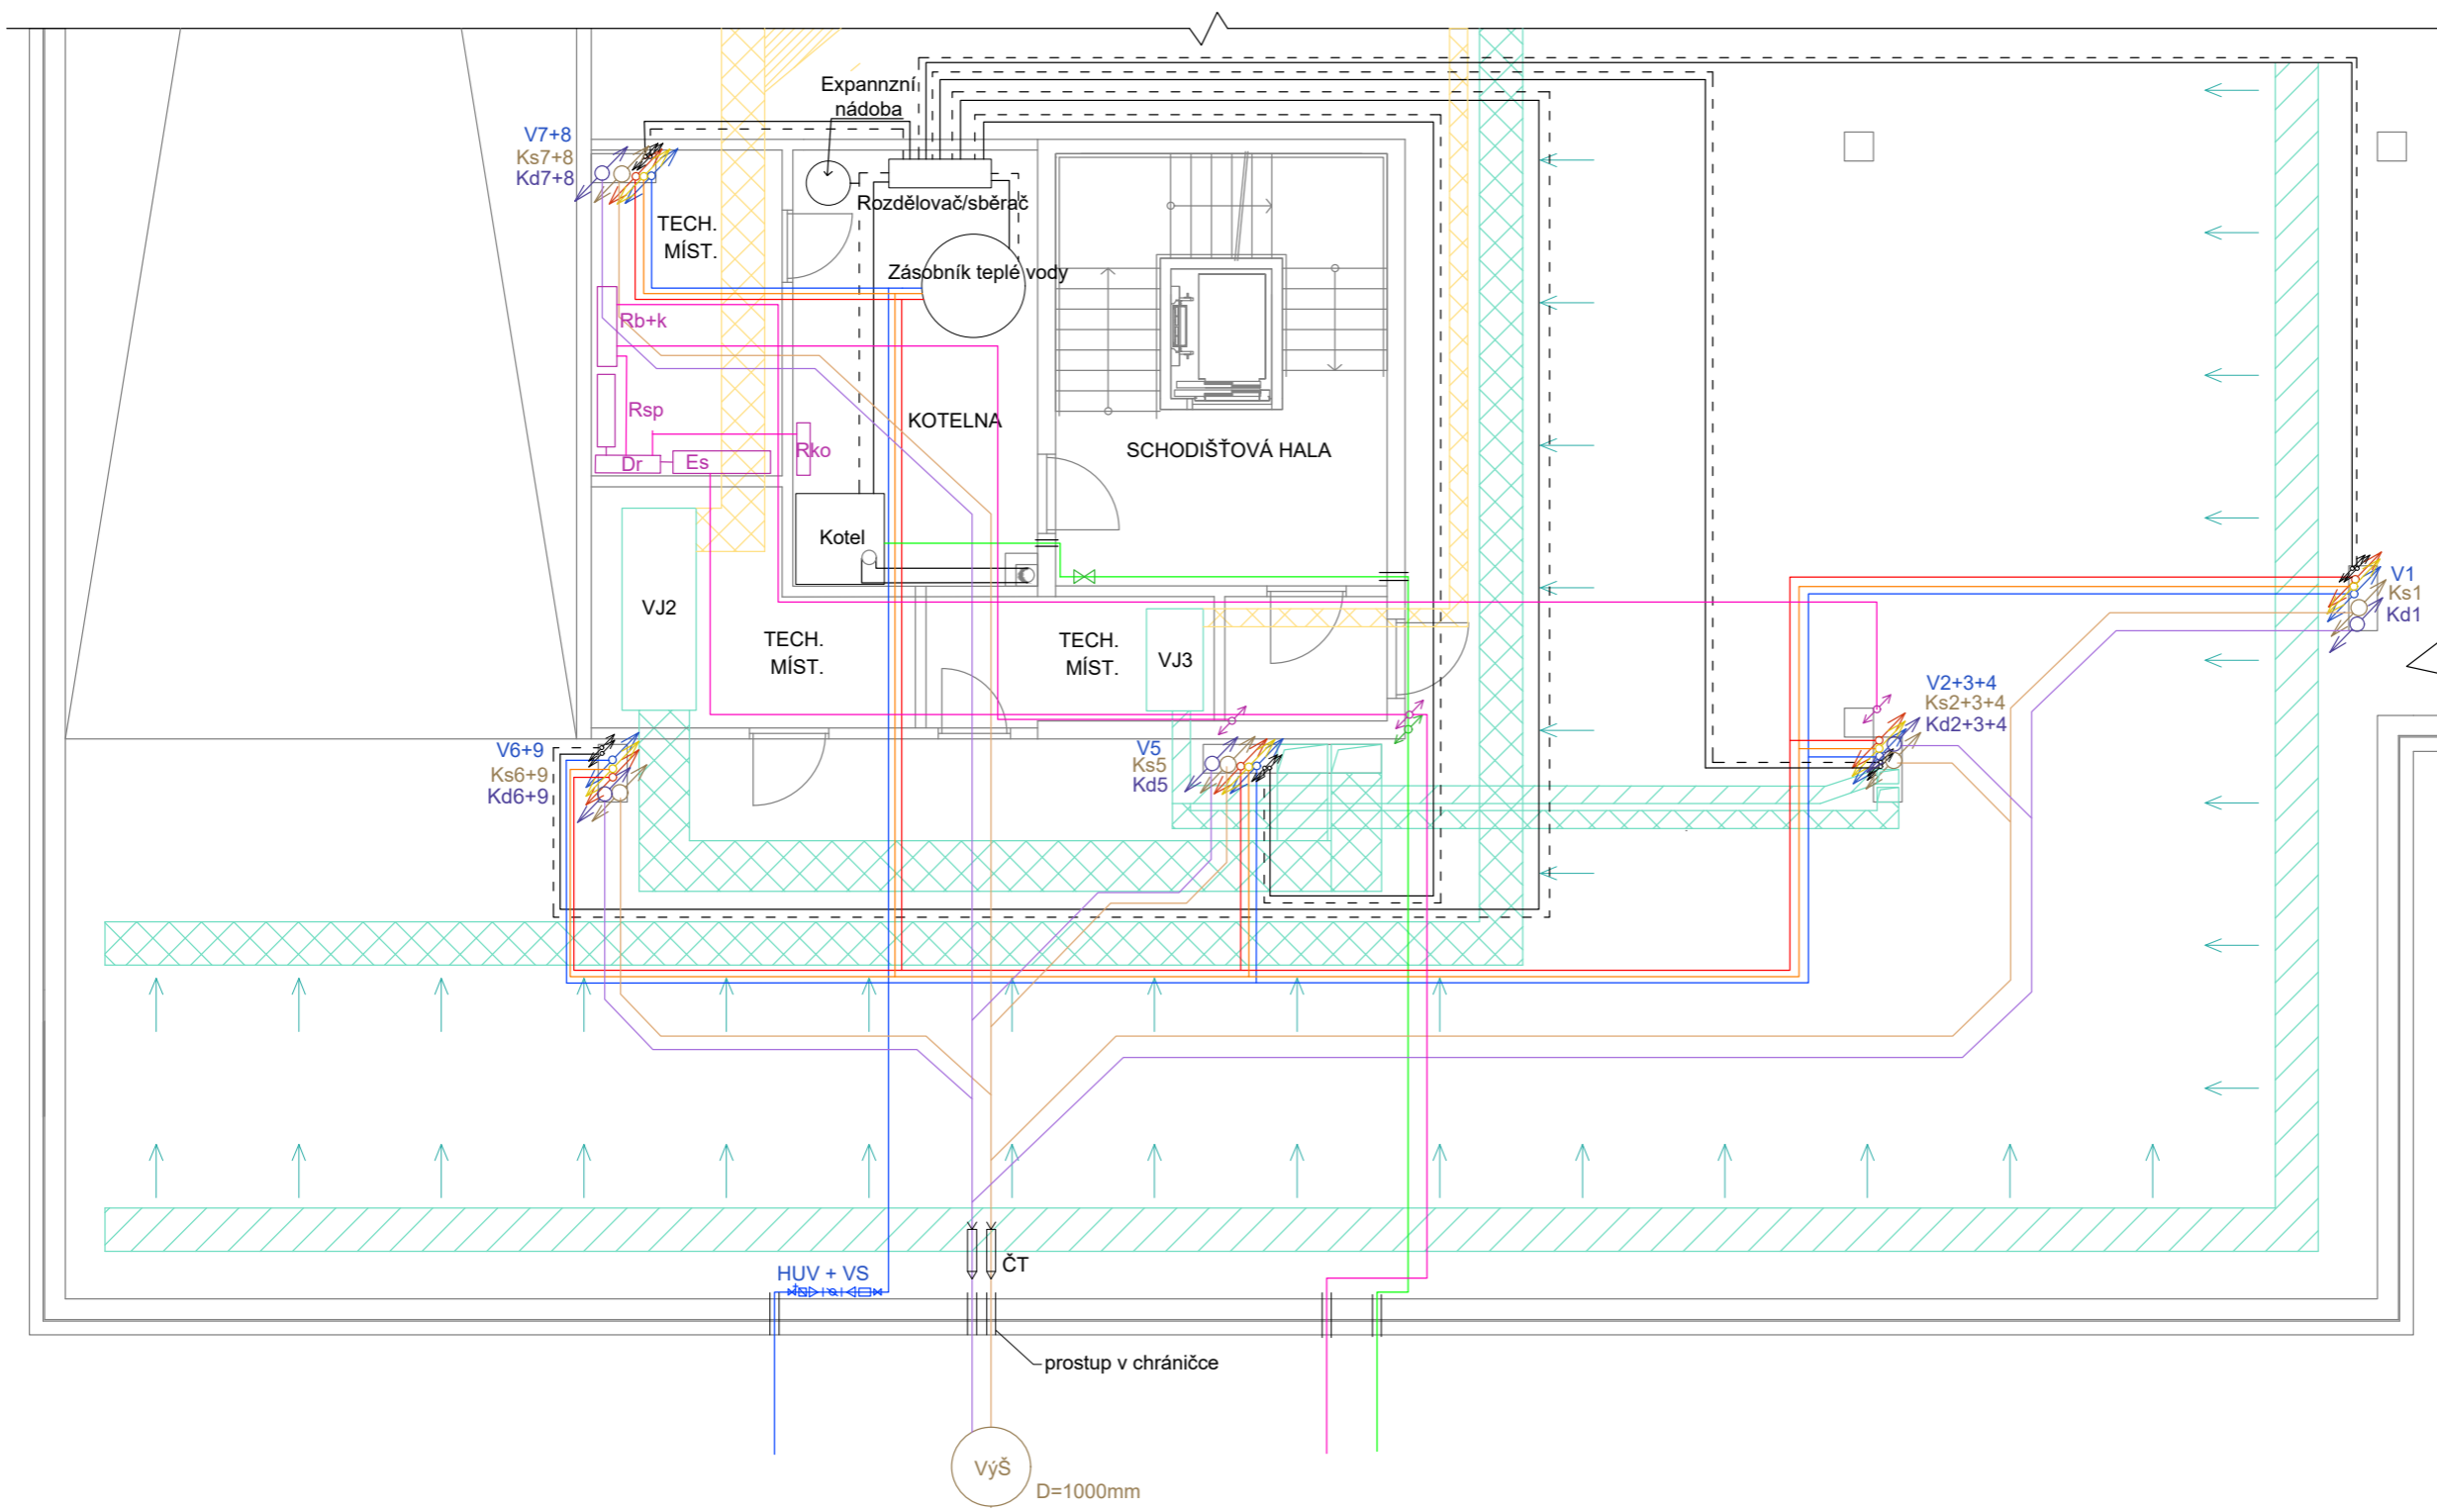 Expannzní
nádoba
V7+8
Ks7+8
Kd7+8
Rozdělovač/sběrač
TECH.
MÍST.
Zásobník teplé vody
Rb+k
Rsp
KOTELNA
SCHODIŠŤOVÁ HALA
Rko
Dr
Es
Kotel
V1
Ks1
Kd1
VJ2
TECH.
MÍST.
TECH.
MÍST.
VJ3
V2+3+4
Ks2+3+4
Kd2+3+4
V6+9
Ks6+9
Kd6+9
V5
Ks5
Kd5
ČT
HUV + VS
prostup v chráničce
VýŠ
D=1000mm